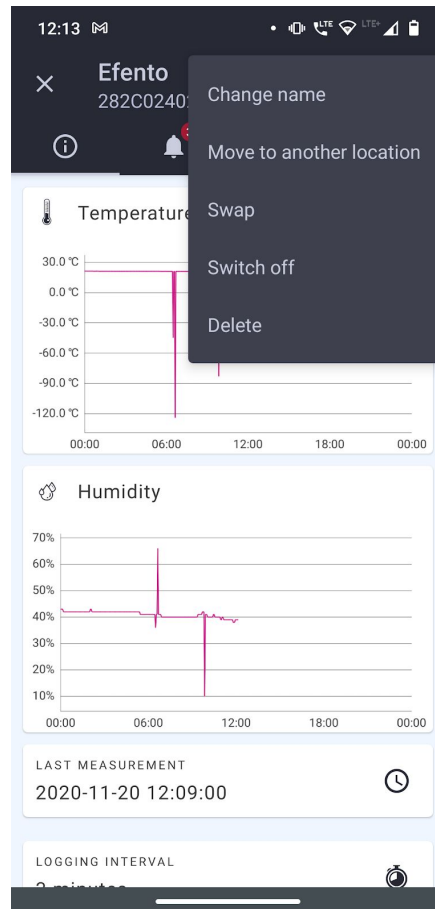 12:13
LTE LTE+
Efento
282C0240
Change name
Move to another location
Swap
Switch off
Delete
Temperature
30.0 °C
0.0 °C
-30.0 °C
-60.0 °C
-90.0 °C
-120.0 °C
00:00 06:00 12:00 18:00 00:00
Humidity
70%
60%
50%
40%
30%
20%
10%
00:00 06:00 12:00 18:00 00:00
LAST MEASUREMENT
2020-11-20 12:09:00
LOGGING INTERVAL